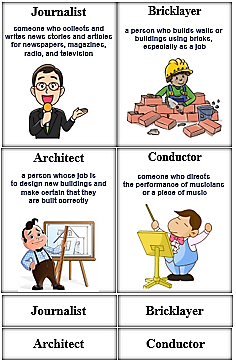 Journalist
someone who collects and
writes news stories and articles
for newspapers, magazines,
radio, and television
Bricklayer
a person who builds walls or
buildings using bricks,
especially as a job
Architect
a person whose job is
to design new buildings and
make certain that they
are built correctly
Conductor
someone who directs
the performance of musicians
or a piece of music
Journalist
Bricklayer
Architect
Conductor